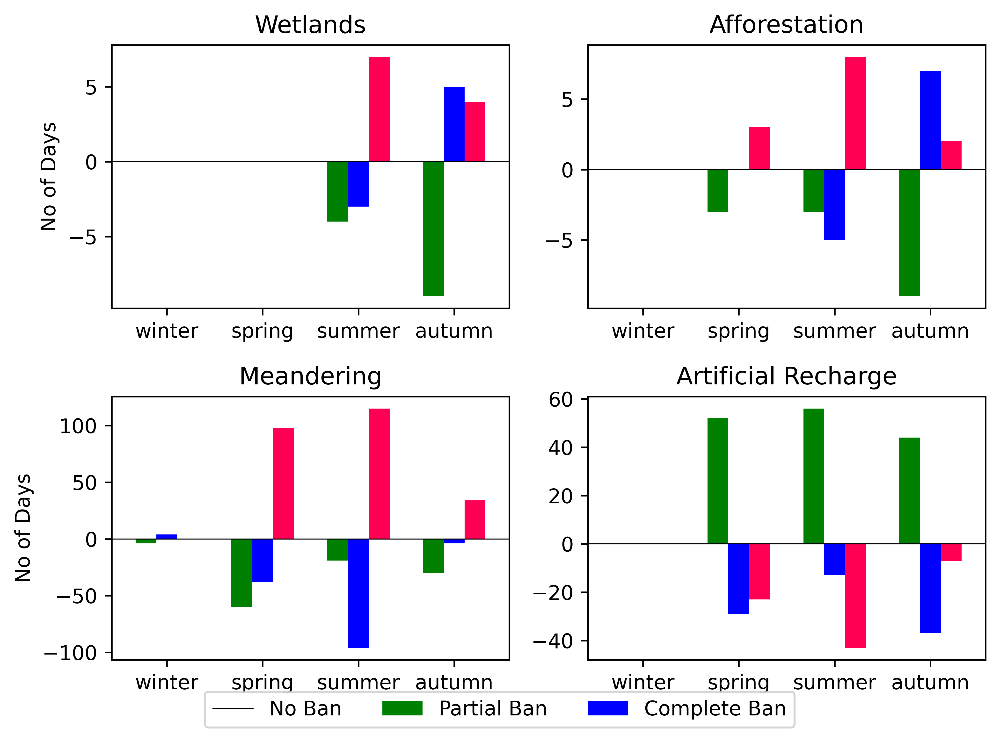 Wetlands
No of Days
5
0
−5
winter spring summer autumn
Afforestation
5
0
−5
winter spring summer autumn
Meandering
No of Days
100
50
0
−50
−100
winter spring summer autumn
Artificial Recharge
60
40
20
0
−20
−40
winter spring summer autumn
No Ban Partial Ban Complete Ban